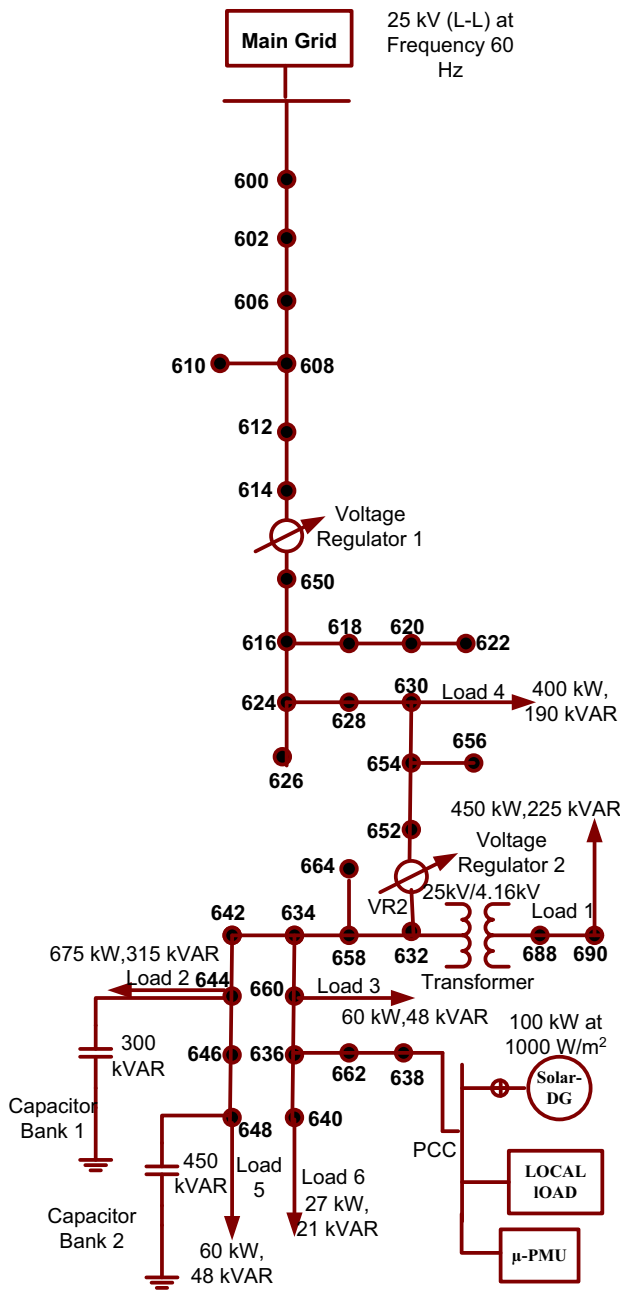 Main Grid
25 kV (L-L) at
Frequency 60
Hz
600
602
606
610
608
612
614
Voltage
Regulator 1
650
616
618
620
622
624
628
630
Load 4
400 kW,
190 kVAR
626
654
656
450 kW,225 kVAR
652
Voltage
Regulator 2
664
VR2
25kV/4.16kV
642
634
658
632
Load 1
688
690
Transformer
675 kW,315 kVAR
Load 2
644
660
Load 3
60 kW,48 kVAR
300
kVAR
646
636
662
638
100 kW at
1000 W/m²
Solar-
DG
Capacitor
Bank 1
648
640
PCC
450
kVAR
Load
5
Load 6
27 kW,
21 kVAR
LOCAL
lOAD
Capacitor
Bank 2
60 kW,
48 kVAR
µ-PMU